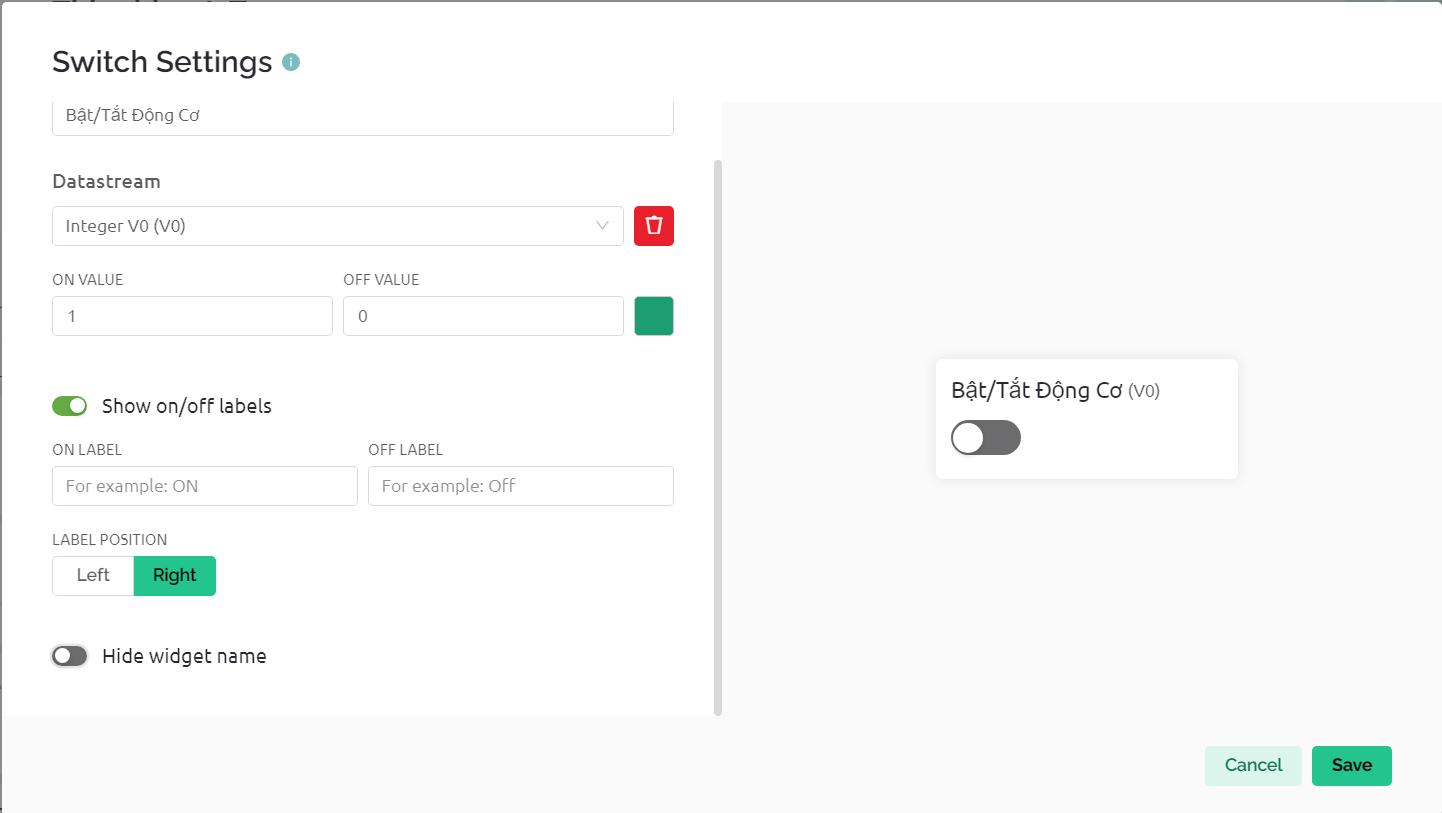 Switch Settings
Bật/Tắt Động Cơ
Datastream
Integer V0 (V0)
ON VALUE
OFF VALUE
1
0
Show on/off labels
ON LABEL
OFF LABEL
For example: ON
For example: Off
LABEL POSITION
Left
Right
Hide widget name
Bật/Tắt Động Cơ (V0)
Cancel
Save